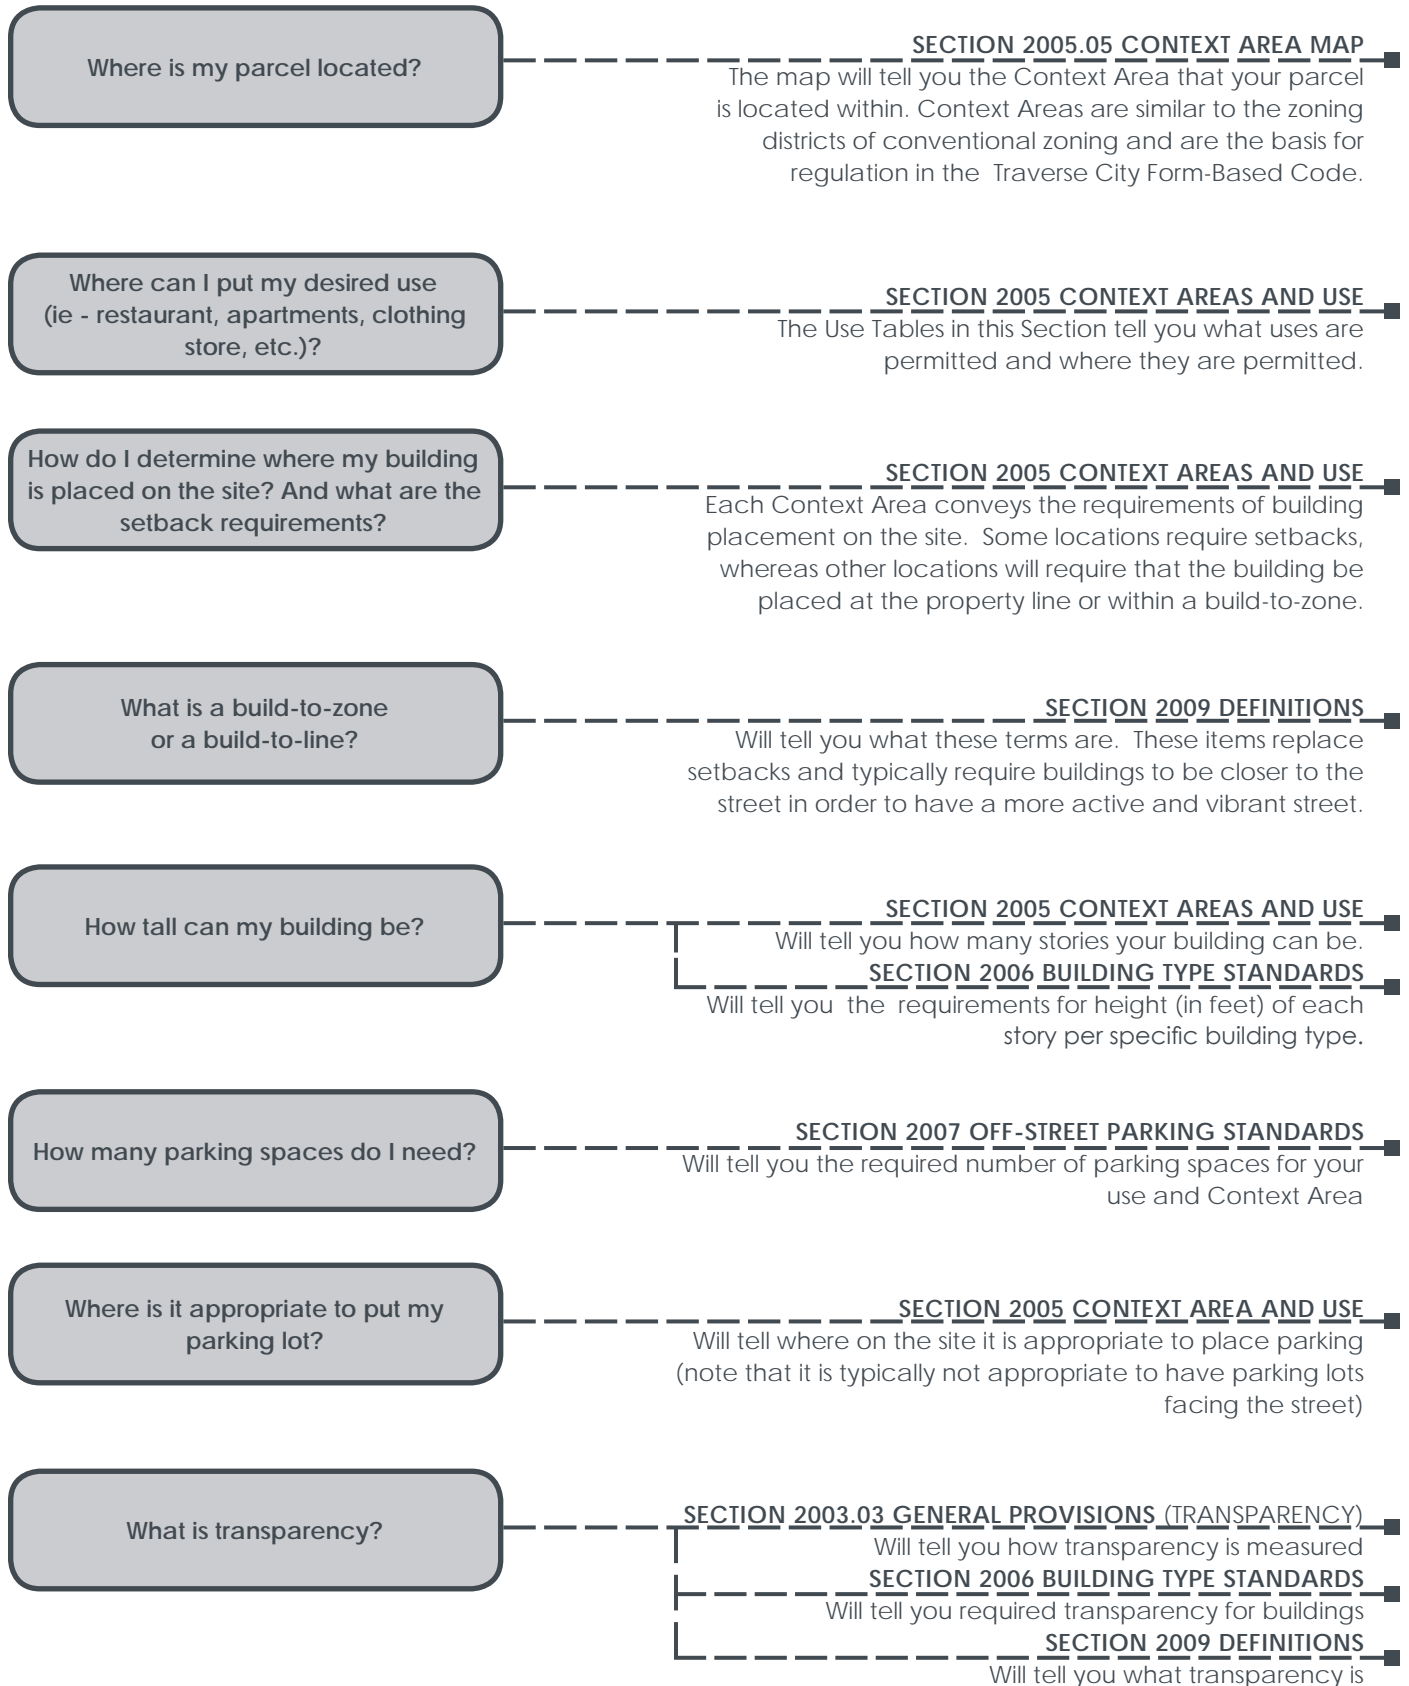 Where is my parcel located?
SECTION 2005.05 CONTEXT AREA MAP
The map will tell you the Context Area that your parcel
is located within. Context Areas are similar to the zoning
districts of conventional zoning and are the basis for
regulation in the  Traverse City Form-Based Code.
Where can I put my desired use
(ie - restaurant, apartments, clothing
store, etc.)?
SECTION 2005 CONTEXT AREAS AND USE
The Use Tables in this Section tell you what uses are
permitted and where they are permitted.
How do I determine where my building
is placed on the site? And what are the
setback requirements?
SECTION 2005 CONTEXT AREAS AND USE
Each Context Area conveys the requirements of building
placement on the site.  Some locations require setbacks,
whereas other locations will require that the building be
placed at the property line or within a build-to-zone.
What is a build-to-zone
or a build-to-line?
SECTION 2009 DEFINITIONS
Will tell you what these terms are.  These items replace
setbacks and typically require buildings to be closer to the
street in order to have a more active and vibrant street.
How tall can my building be?
SECTION 2005 CONTEXT AREAS AND USE
Will tell you how many stories your building can be.
SECTION 2006 BUILDING TYPE STANDARDS
Will tell you  the  requirements for height (in feet) of each
story per specific building type.
How many parking spaces do I need?
SECTION 2007 OFF-STREET PARKING STANDARDS
Will tell you the required number of parking spaces for your
use and Context Area
Where is it appropriate to put my
parking lot?
SECTION 2005 CONTEXT AREA AND USE
Will tell where on the site it is appropriate to place parking
(note that it is typically not appropriate to have parking lots
facing the street)
What is transparency?
SECTION 2003.03 GENERAL PROVISIONS (TRANSPARENCY)
Will tell you how transparency is measured
SECTION 2006 BUILDING TYPE STANDARDS
Will tell you required transparency for buildings
SECTION 2009 DEFINITIONS
Will tell you what transparency is